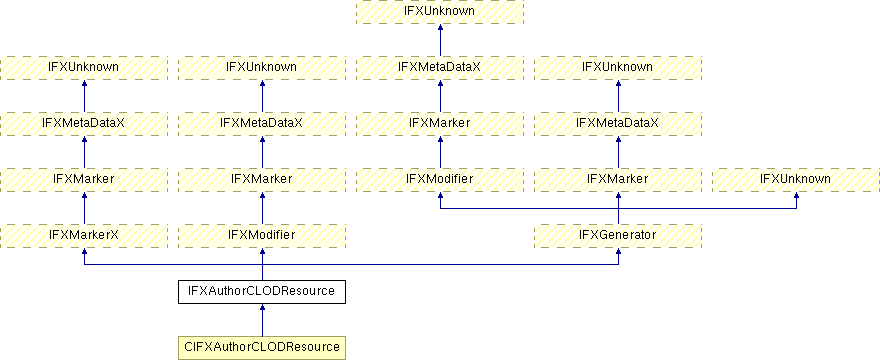 IFXUnknown
IFXUnknown IFXUnknown IFXMetaDataX IFXUnknown
IFXMetaDataX IFXMetaDataX IFXMarker IFXMetaDataX
IFXMarker IFXMarker IFXModifier IFXMarker IFXUnknown
IFXMarkerX IFXModifier IFXGenerator
IFXAuthorCLODResource
CIFXAuthorCLODResource